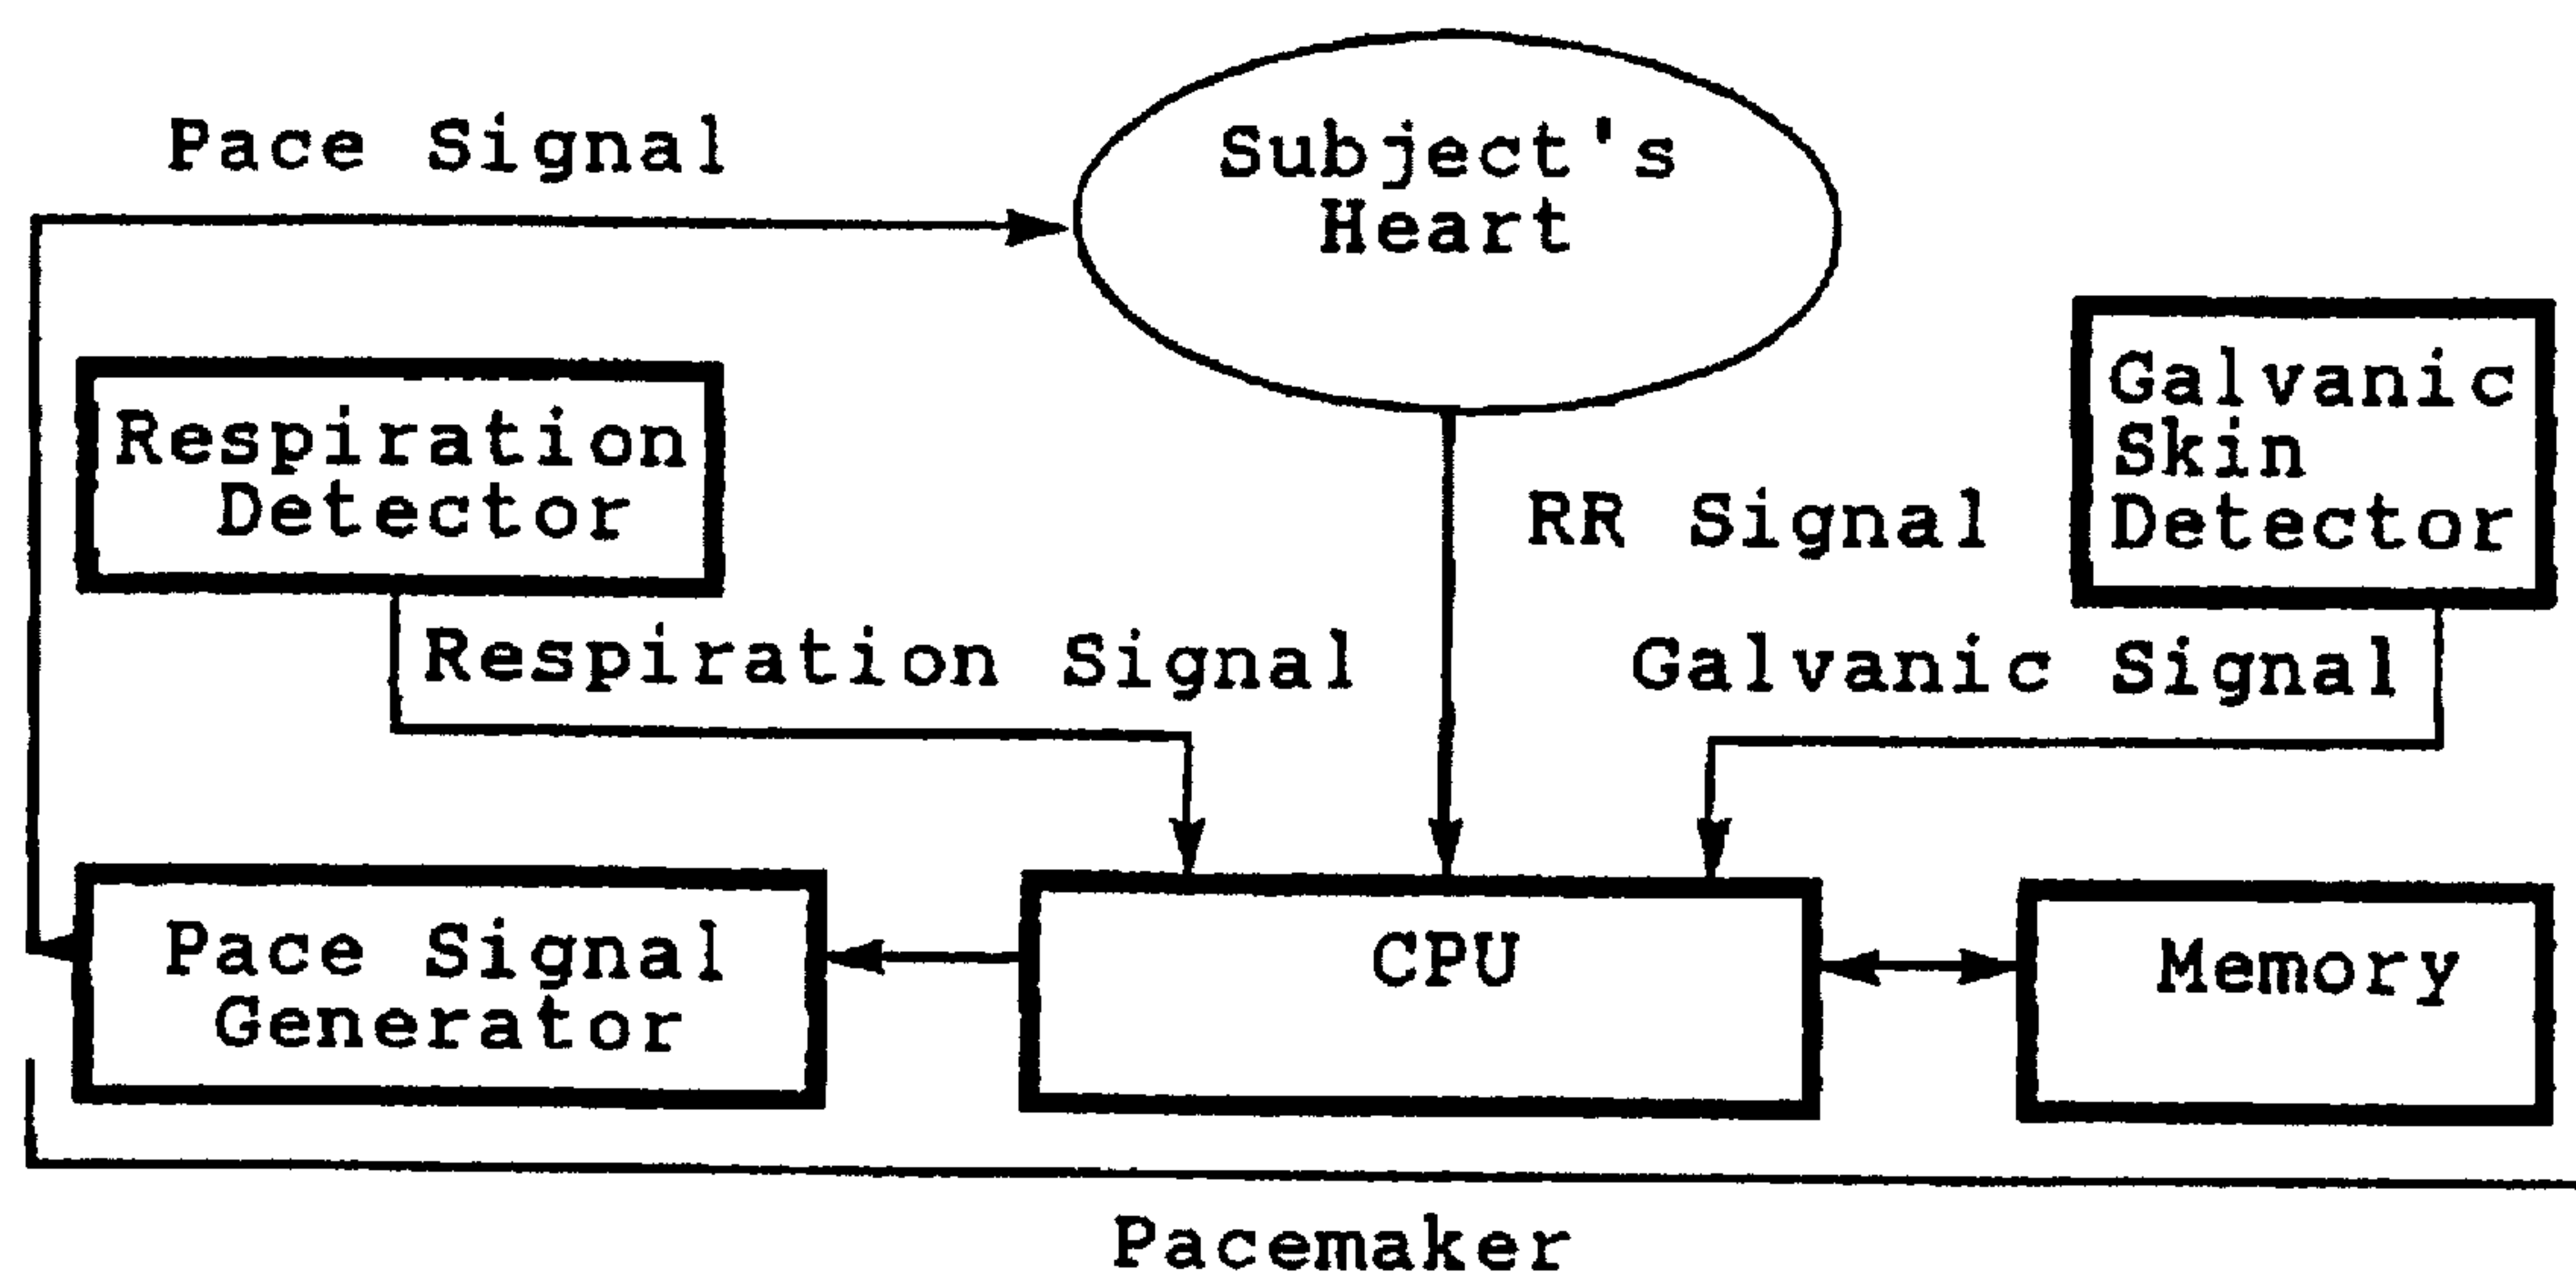 Pace Signal
Subject's
Heart
Respiration
Detector
Galvanic
Skin
Detector
RR Signal
Respiration Signal
Galvanic Signal
Pace Signal
Generator
CPU
Memory
Pacemaker